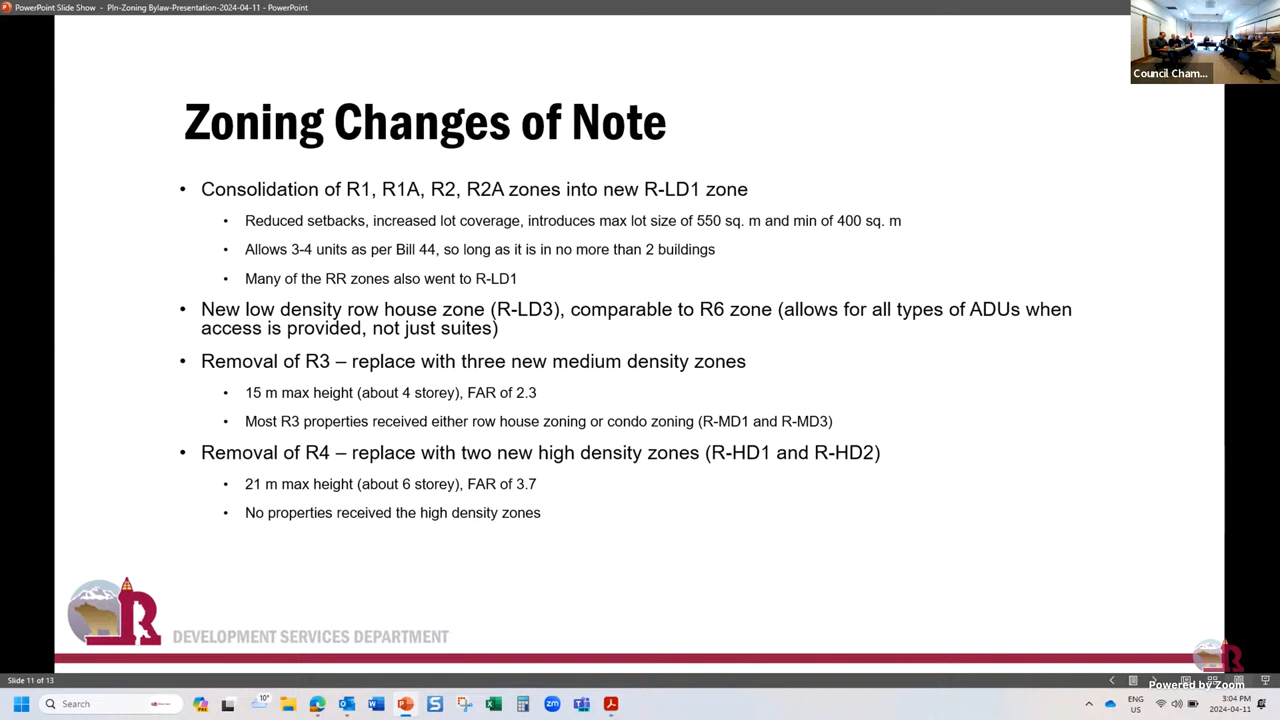 PowerPoint Slide Show - Pln-Zoning Bylaw-Presentation-2024-04-11 - PowerPoint
Council Cham...
Zoning Changes of Note
• Consolidation of R1, R1A, R2, R2A zones into new R-LD1 zone
• Reduced setbacks, increased lot coverage, introduces max lot size of 550 sq. m and min of 400 sq. m
• Allows 3-4 units as per Bill 44, so long as it is in no more than 2 buildings
• Many of the RR zones also went to R-LD1
• New low density row house zone (R-LD3), comparable to R6 zone (allows for all types of ADUs when
access is provided, not just suites)
• Removal of R3 – replace with three new medium density zones
• 15 m max height (about 4 storey), FAR of 2.3
• Most R3 properties received either row house zoning or condo zoning (R-MD1 and R-MD3)
• Removal of R4 – replace with two new high density zones (R-HD1 and R-HD2)
• 21 m max height (about 6 storey), FAR of 3.7
• No properties received the high density zones
R
DEVELOPMENT SERVICES DEPARTMENT
Slide 11 of 13
Powered by Zoom
Search
10°
ENG
US
3:04 PM
2024-04-11